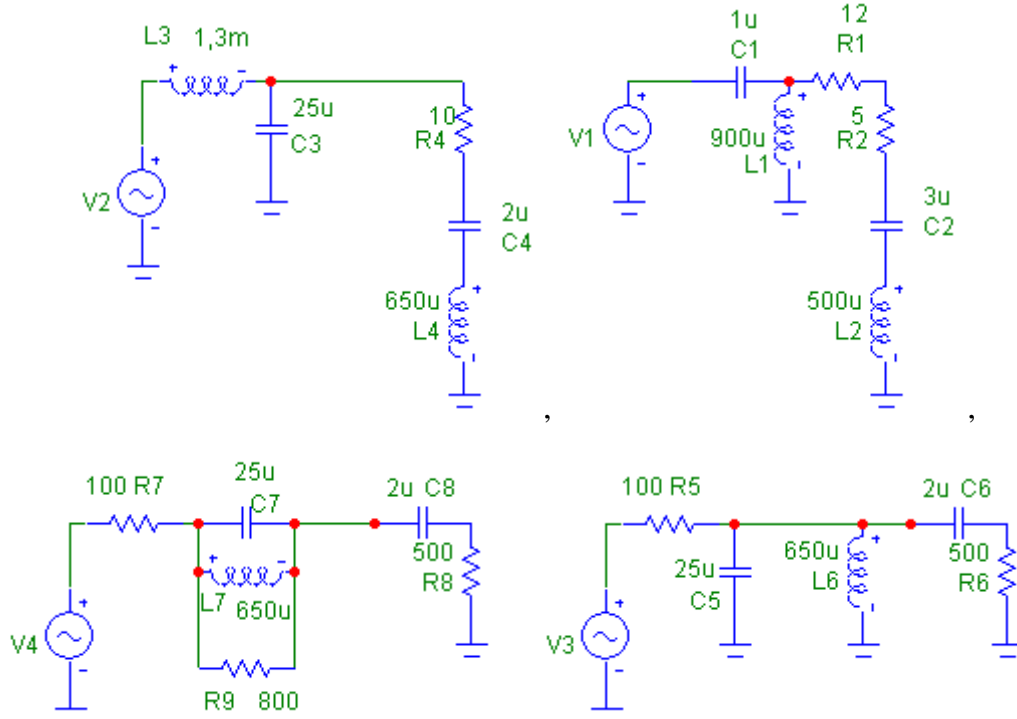 L3 1,3m
+ -
25u
C3
V2
+
-
10
R4
2u
C4
650u
L4
+
-
,
1u
C1
12
R1
V1
+
-
900u
L1
+
-
5
R2
3u
C2
500u
L2
+
-
,
100 R7
25u
C7
2u C8
+ -
L7
650u
500
R8
V4
+
-
R9 800
100 R5
2u C6
25u
C5
650u
L6
+
-
500
R6
V3
+
-